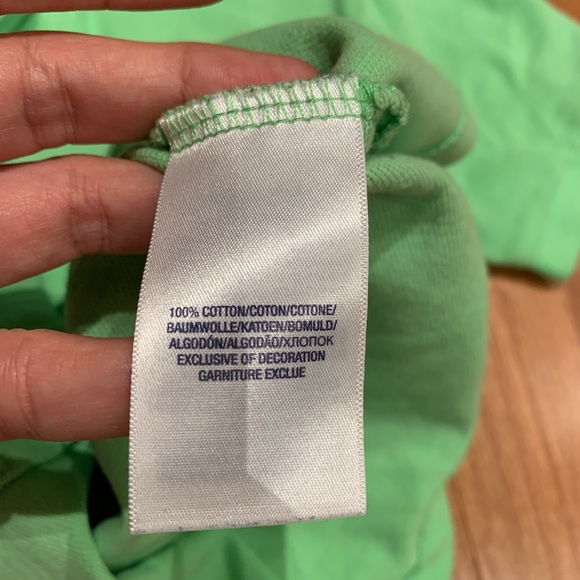 100% COTTON/COTON/COTONE/
BAUMWOLLE/KATOEN/BOMULD/
ALGODÓN/ALGODÃO/ХЛОПОК
EXCLUSIVE OF DECORATION
GARNITURE EXCLUE